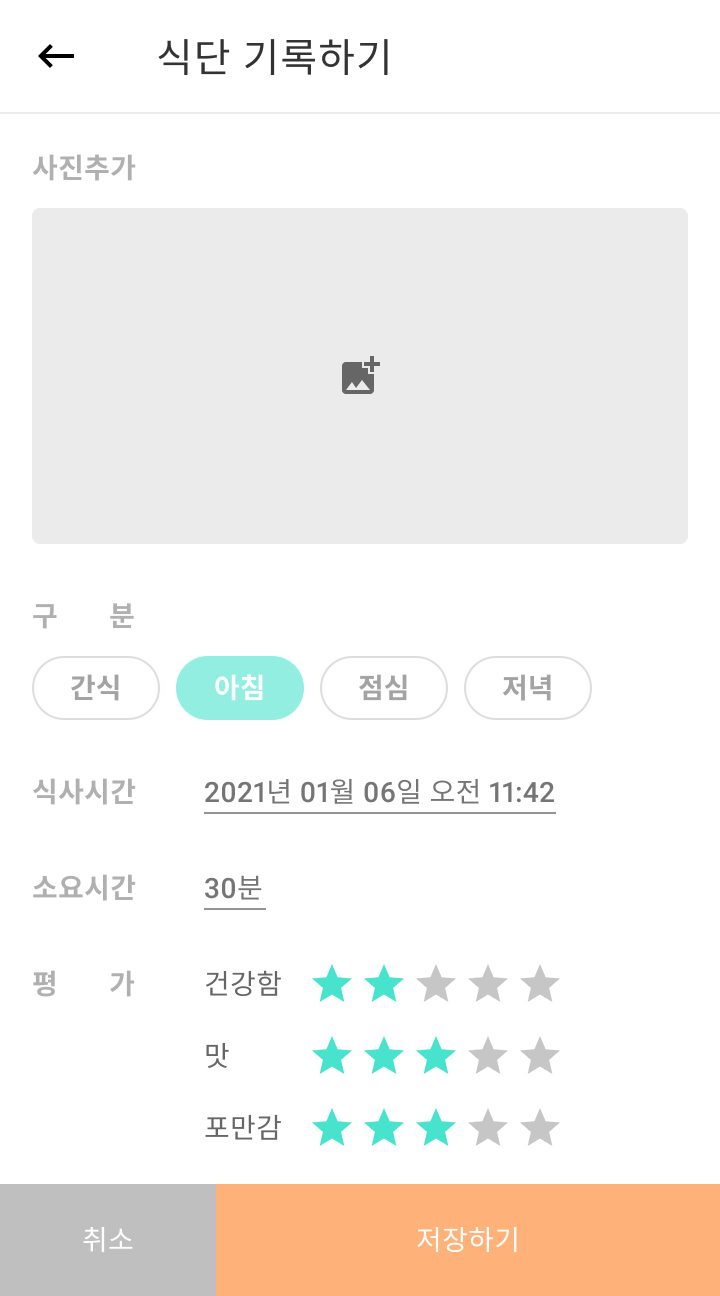 식단 기록하기
사진추가
구 분
간식 아침 점심 저녁
식사시간 2021년 01월 06일 오전 11:42
소요시간 30분
평 가 건강함
맛
포만감
취소 저장하기